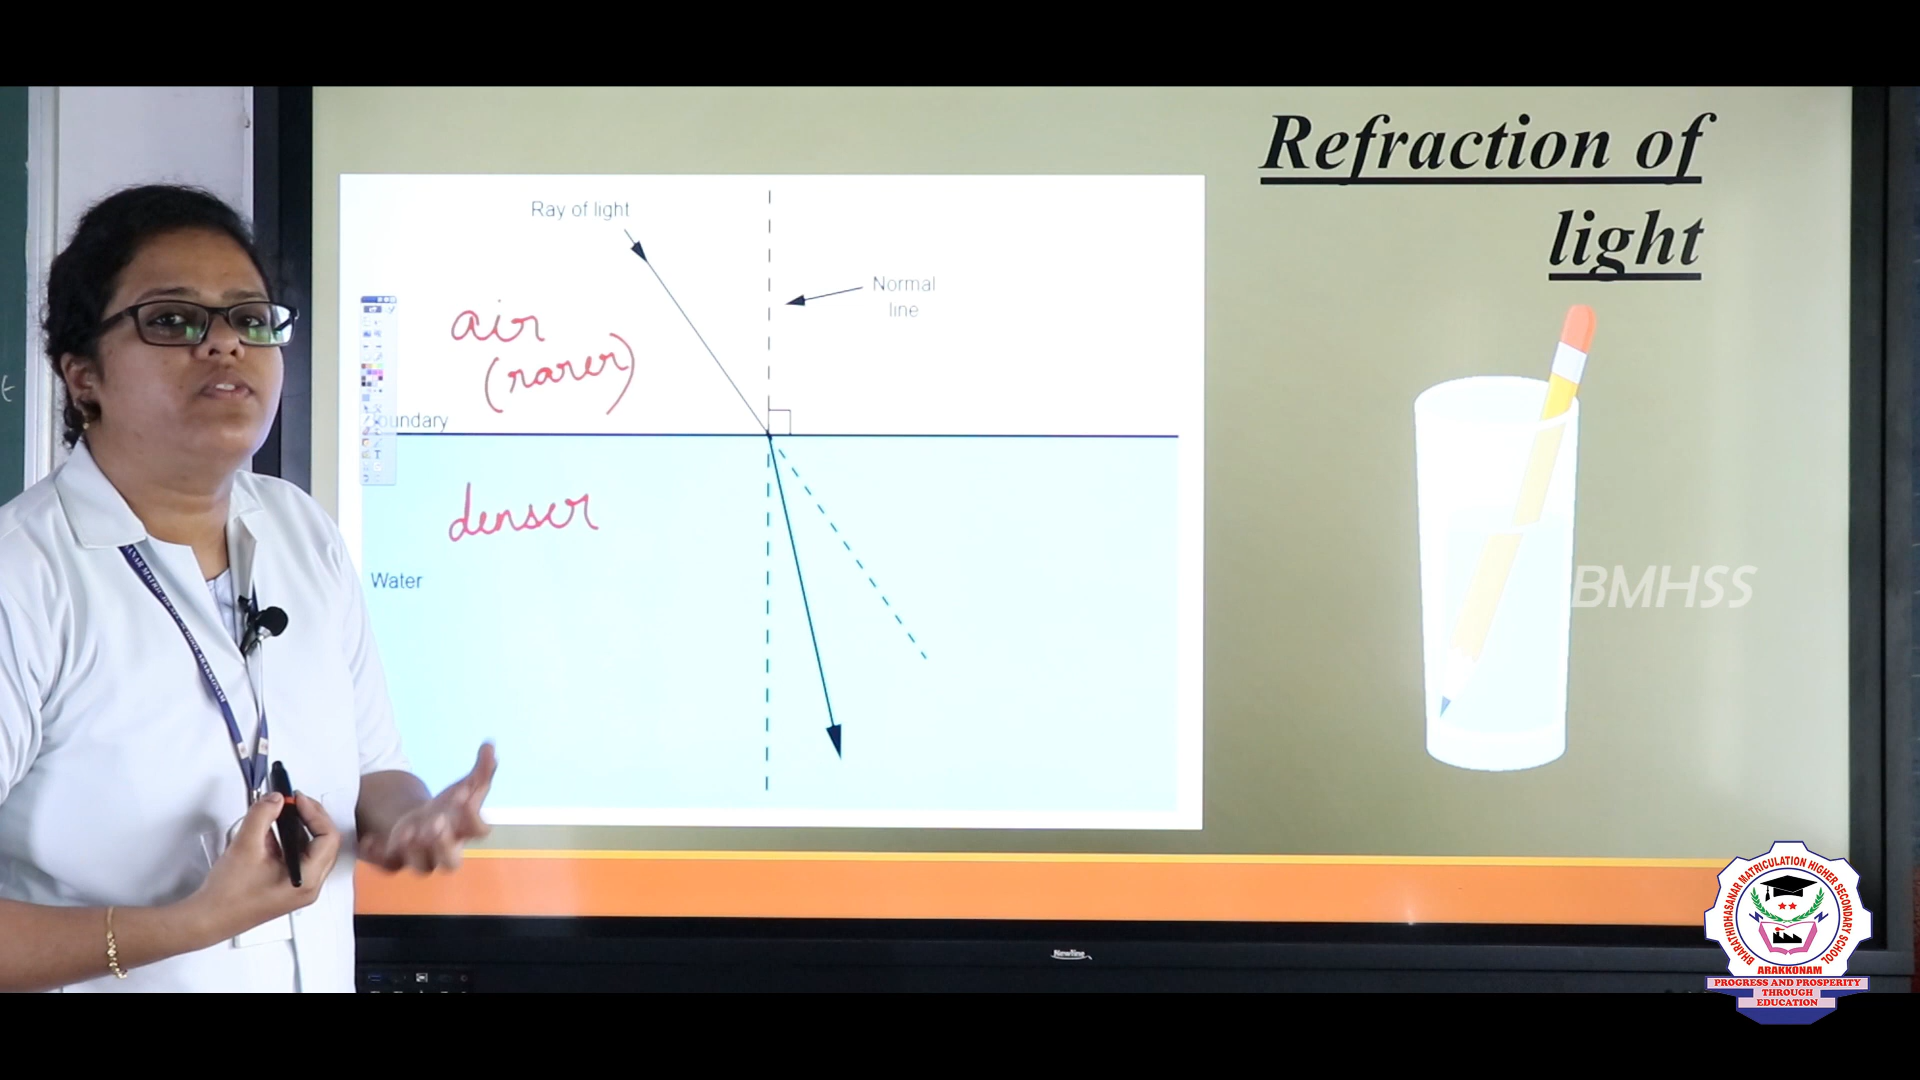 Refraction of
light
Ray of light
Normal
line
air
(rarer)
oundary
denser
Water
BMHSS
Newline
BHARATHIDHASANAR MATRICULATION HIGHER SECONDARY SCHOOL
ARAKKONAM
PROGRESS AND PROSPERITY
THROUGH
EDUCATION